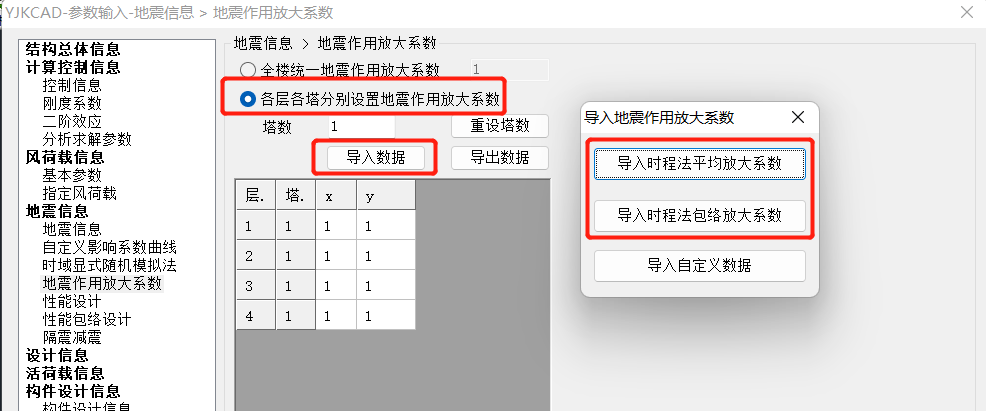 YJKCAD-参数输入-地震信息 > 地震作用放大系数
结构总体信息
计算控制信息
控制信息
刚度系数
二阶效应
分析求解参数
风荷载信息
基本参数
指定风荷载
地震信息
地震信息
自定义影响系数曲线
时域显式随机模拟法
地震作用放大系数
性能设计
性能包络设计
隔震减震
设计信息
活荷载信息
构件设计信息
构件设计信息
地震信息 > 地震作用放大系数
全楼统一地震作用放大系数 1
各层各塔分别设置地震作用放大系数
塔数 1 重设塔数
导入数据 导出数据
层. 塔. x y
1 1 1 1
2 1 1 1
3 1 1 1
4 1 1 1
导入地震作用放大系数
导入时程法平均放大系数
导入时程法包络放大系数
导入自定义数据